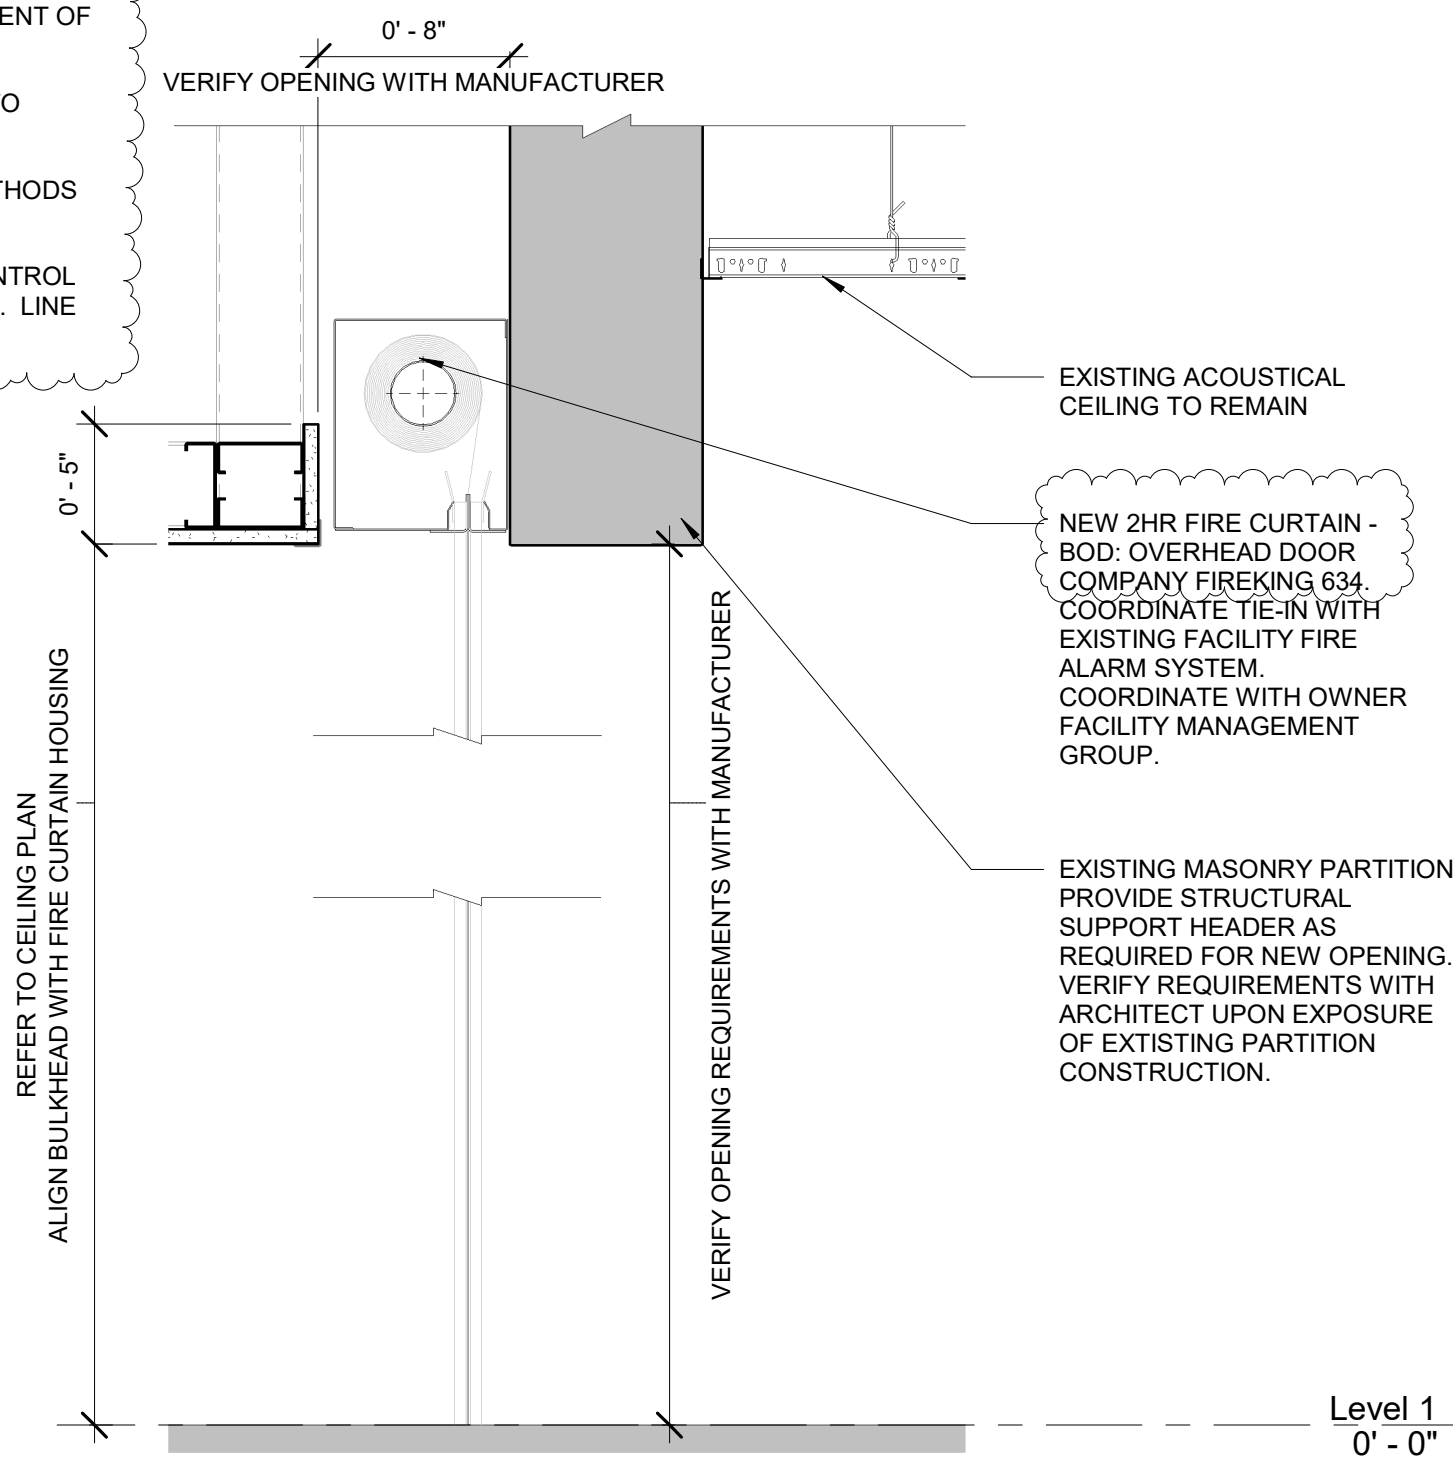 ENT OF
O
THODS
NTROL
. LINE
0' - 8"
VERIFY OPENING WITH MANUFACTURER
0' - 5"
REFER TO CEILING PLAN
ALIGN BULKHEAD WITH FIRE CURTAIN HOUSING
VERIFY OPENING REQUIREMENTS WITH MANUFACTURER
EXISTING ACOUSTICAL
CEILING TO REMAIN
NEW 2HR FIRE CURTAIN -
BOD: OVERHEAD DOOR
COMPANY FIREKING 634.
COORDINATE TIE-IN WITH
EXISTING FACILITY FIRE
ALARM SYSTEM.
COORDINATE WITH OWNER
FACILITY MANAGEMENT
GROUP.
EXISTING MASONRY PARTITION
PROVIDE STRUCTURAL
SUPPORT HEADER AS
REQUIRED FOR NEW OPENING.
VERIFY REQUIREMENTS WITH
ARCHITECT UPON EXPOSURE
OF EXTISTING PARTITION
CONSTRUCTION.
Level 1
0' - 0"